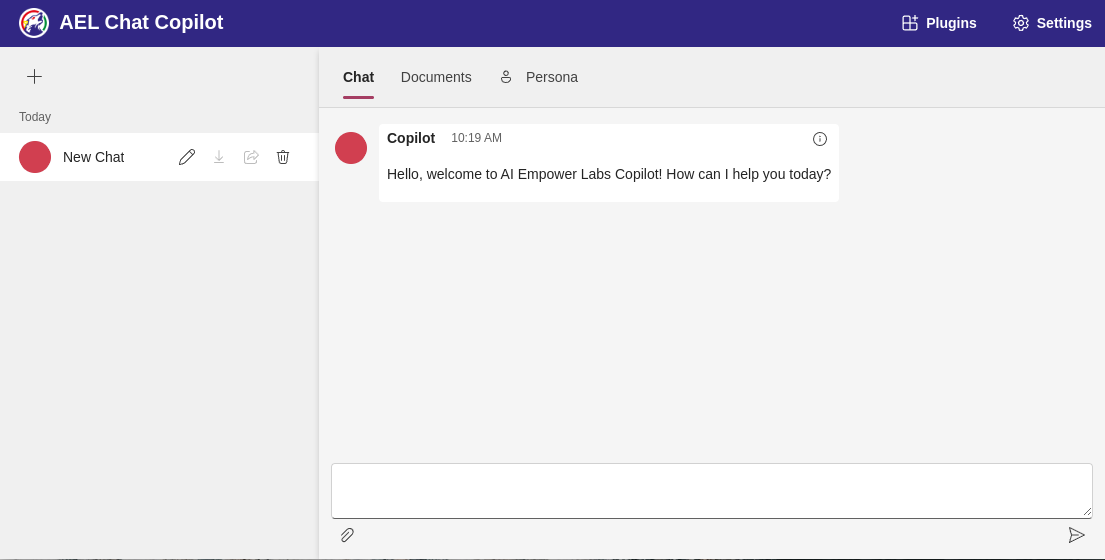 AEL Chat Copilot
Plugins
Settings
Today
New Chat
Chat
Documents
Persona
Copilot 10:19 AM
Hello, welcome to AI Empower Labs Copilot! How can I help you today?